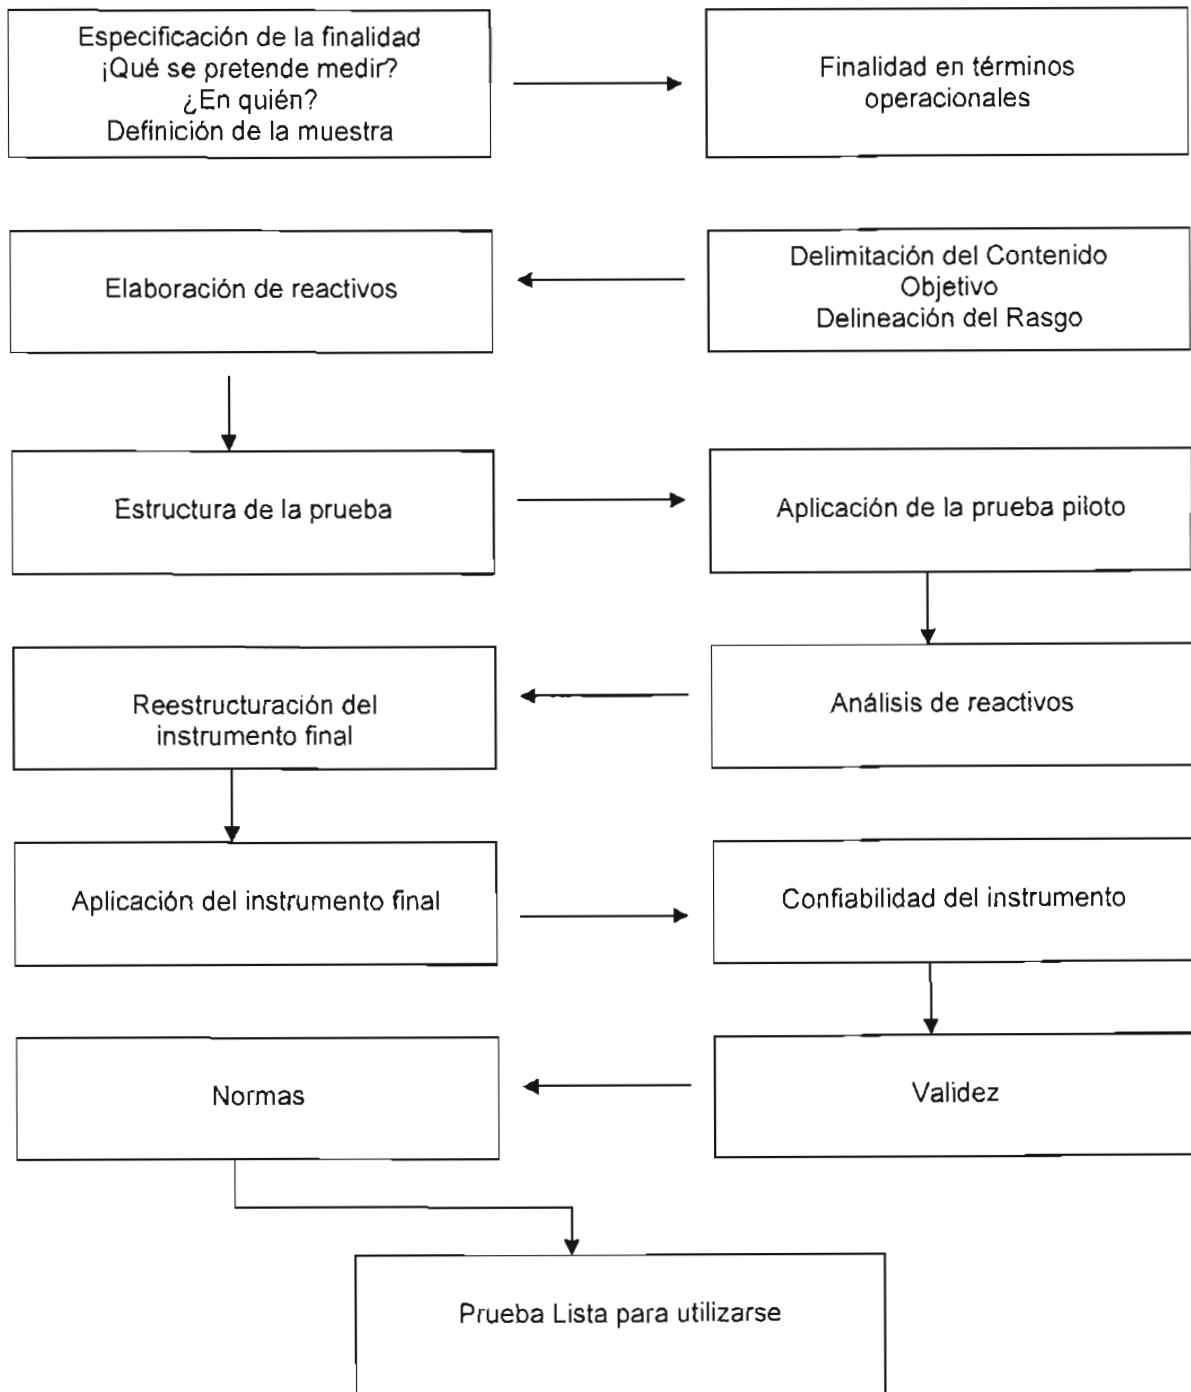 Especificación de la finalidad
¡Qué se pretende medir?
¿En quién?
Definición de la muestra
Finalidad en términos
operacionales
Delimitación del Contenido
Objetivo
Delineación del Rasgo
Elaboración de reactivos
Estructura de la prueba
Aplicación de la prueba piloto
Análisis de reactivos
Reestructuración del
instrumento final
Aplicación del instrumento final
Confiabilidad del instrumento
Validez
Normas
Prueba Lista para utilizarse